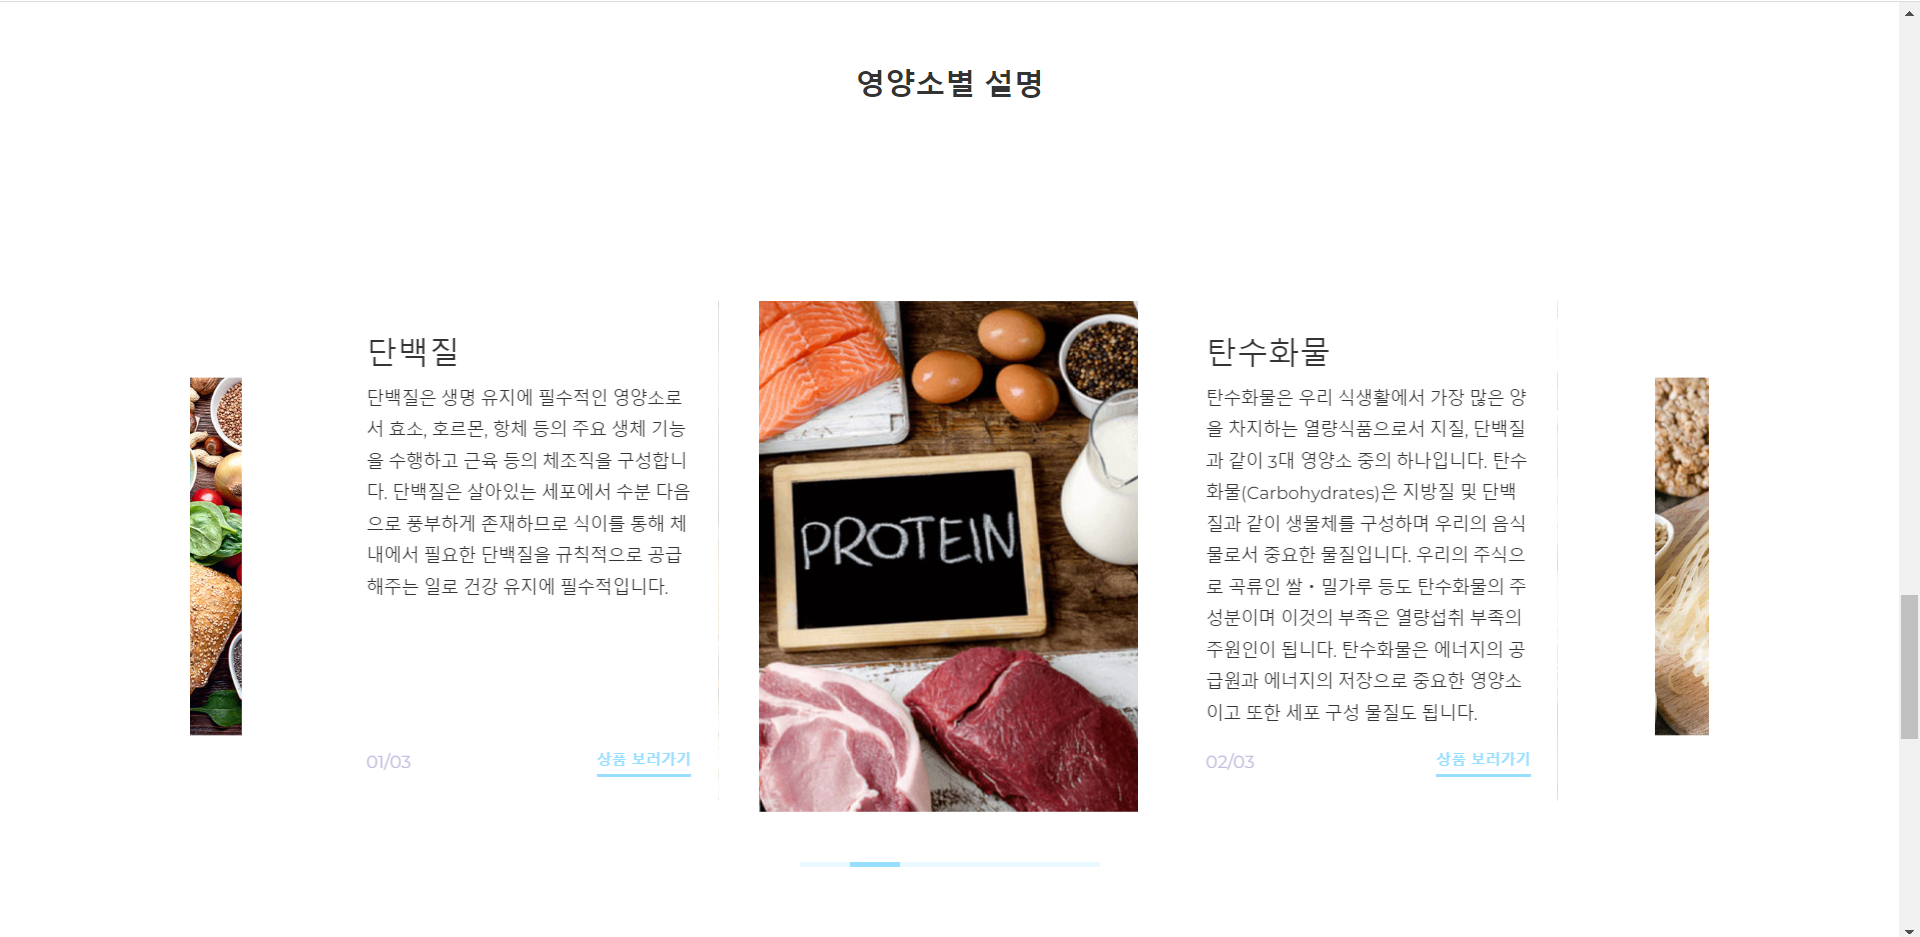 영양소별 설명
단백질
단백질은 생명 유지에 필수적인 영양소로
서 효소, 호르몬, 항체 등의 주요 생체 기능
을 수행하고 근육 등의 체조직을 구성합니
다. 단백질은 살아있는 세포에서 수분 다음
으로 풍부하게 존재하므로 식이를 통해 체
내에서 필요한 단백질을 규칙적으로 공급
해주는 일로 건강 유지에 필수적입니다.
01/03
상품 보러가기
PROTEIN
탄수화물
탄수화물은 우리 식생활에서 가장 많은 양
을 차지하는 열량식품으로서 지질, 단백질
과 같이 3대 영양소 중의 하나입니다. 탄수
화물(Carbohydrates)은 지방질 및 단백
질과 같이 생물체를 구성하며 우리의 음식
물로서 중요한 물질입니다. 우리의 주식으
로 곡류인 쌀・밀가루 등도 탄수화물의 주
성분이며 이것의 부족은 열량섭취 부족의
주원인이 됩니다. 탄수화물은 에너지의 공
급원과 에너지의 저장으로 중요한 영양소
이고 또한 세포 구성 물질도 됩니다.
02/03
상품 보러가기